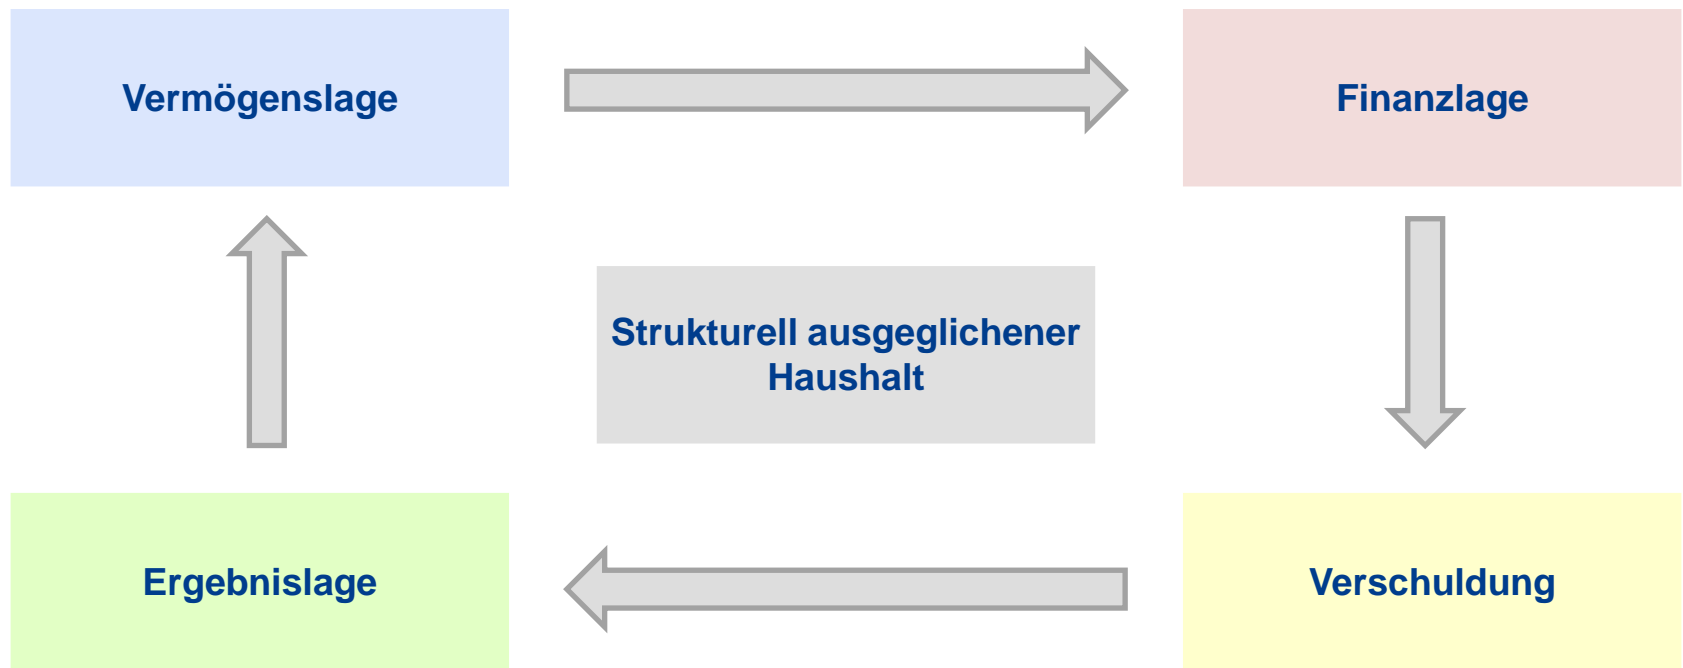 Vermögenslage
Finanzlage
Strukturell ausgeglichener
Haushalt
Ergebnislage
Verschuldung